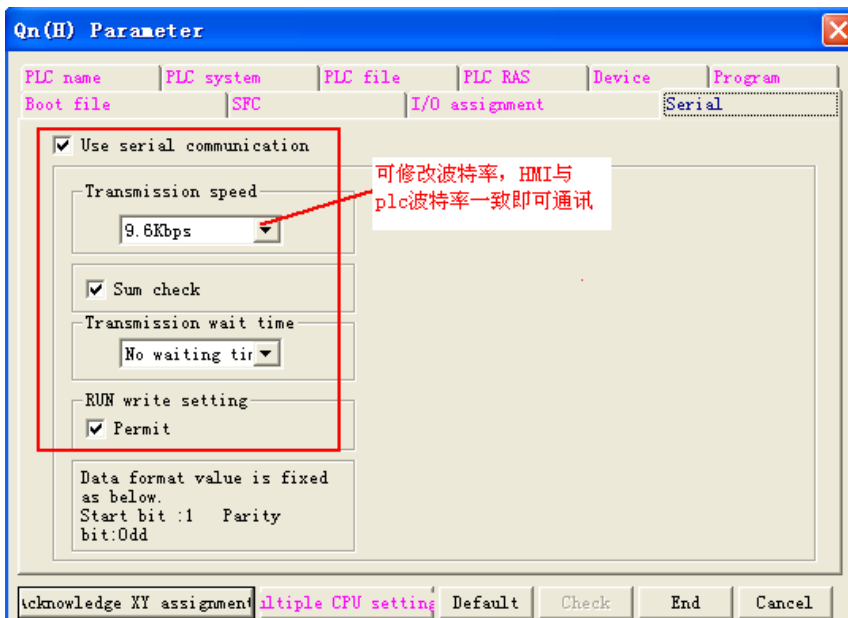 Qn(H) Parameter
PLC name PLC system PLC file PLC RAS Device Program
Boot file SFC I/O assignment Serial
Use serial communication
可修改波特率，HMI与
plc波特率一致即可通讯
Transmission speed
9.6Kbps
Sum check
Transmission wait time
No waiting tir
RUN write setting
Permit
Data format value is fixed
as below.
Start bit :1 Parity
bit:Odd
Acknowledge XY assignment ultiple CPU setting Default Check End Cancel